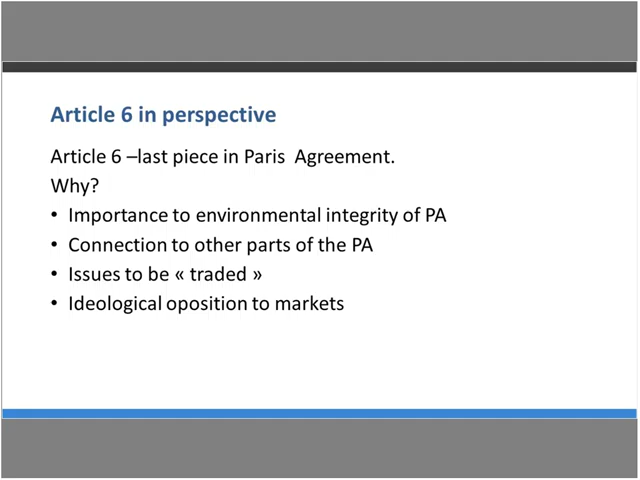 Article 6 in perspective
Article 6 –last piece in Paris Agreement.
Why?
• Importance to environmental integrity of PA
• Connection to other parts of the PA
• Issues to be « traded »
• Ideological oposition to markets